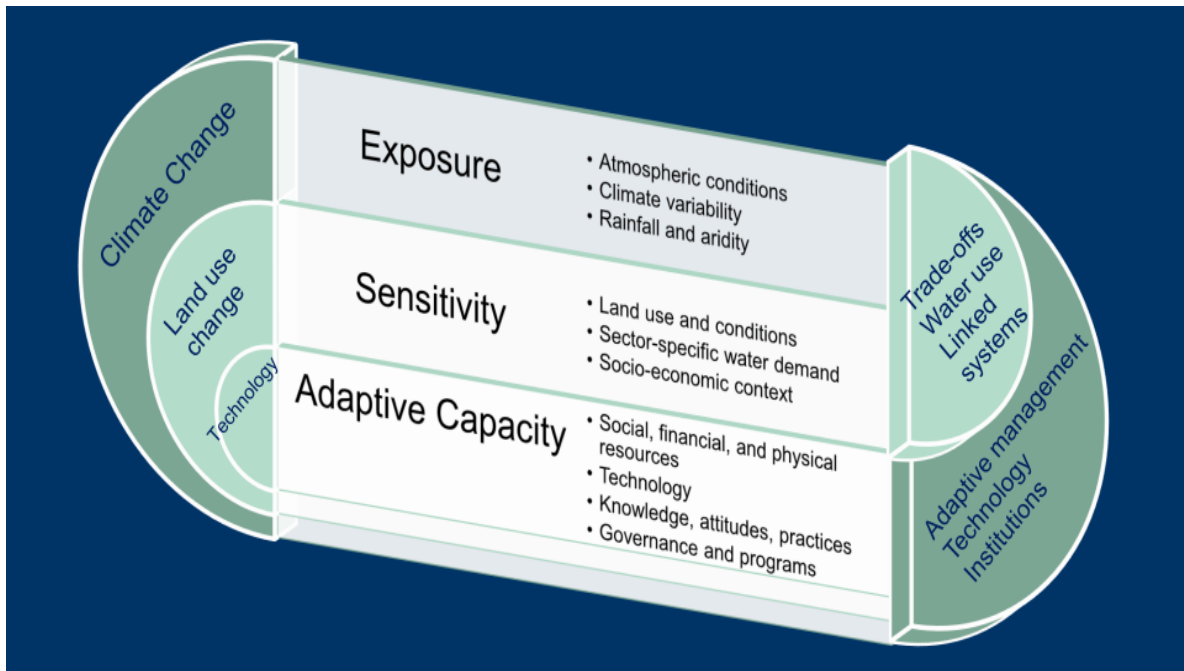 Climate Change
Land use
change
Technology
Exposure
• Atmospheric conditions
• Climate variability
• Rainfall and aridity
Sensitivity
• Land use and conditions
• Sector-specific water demand
• Socio-economic context
Adaptive Capacity
• Social, financial, and physical
resources
• Technology
• Knowledge, attitudes, practices
• Governance and programs
Trade-offs
Water use
Linked
systems
Adaptive management
Technology
Institutions